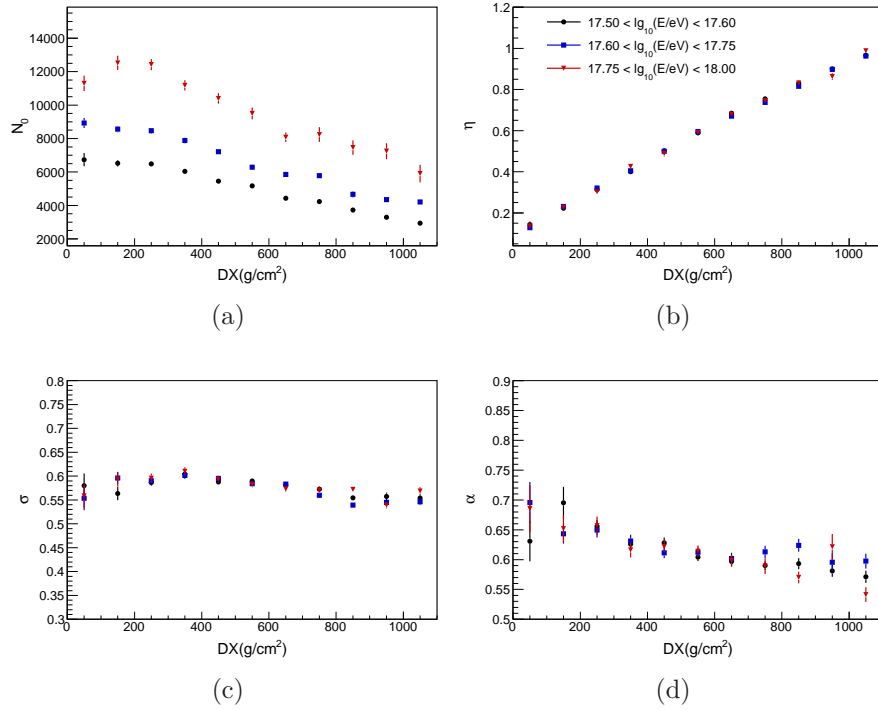 14000
12000
10000
8000
6000
4000
2000
N0
0 200 400 600 800 1000
DX(g/cm²)
(a)
17.50 < lg10(E/eV) < 17.60
17.60 < lg10(E/eV) < 17.75
17.75 < lg10(E/eV) < 18.00
1.2
1
0.8
0.6
0.4
0.2
η
0 200 400 600 800 1000
DX(g/cm²)
(b)
0.8
0.75
0.7
0.65
0.6
0.55
0.5
0.45
0.4
0.35
0.3
σ
0 200 400 600 800 1000
DX(g/cm²)
(c)
0.9
0.85
0.8
0.75
0.7
0.65
0.6
0.55
0.5
α
0 200 400 600 800 1000
DX(g/cm²)
(d)